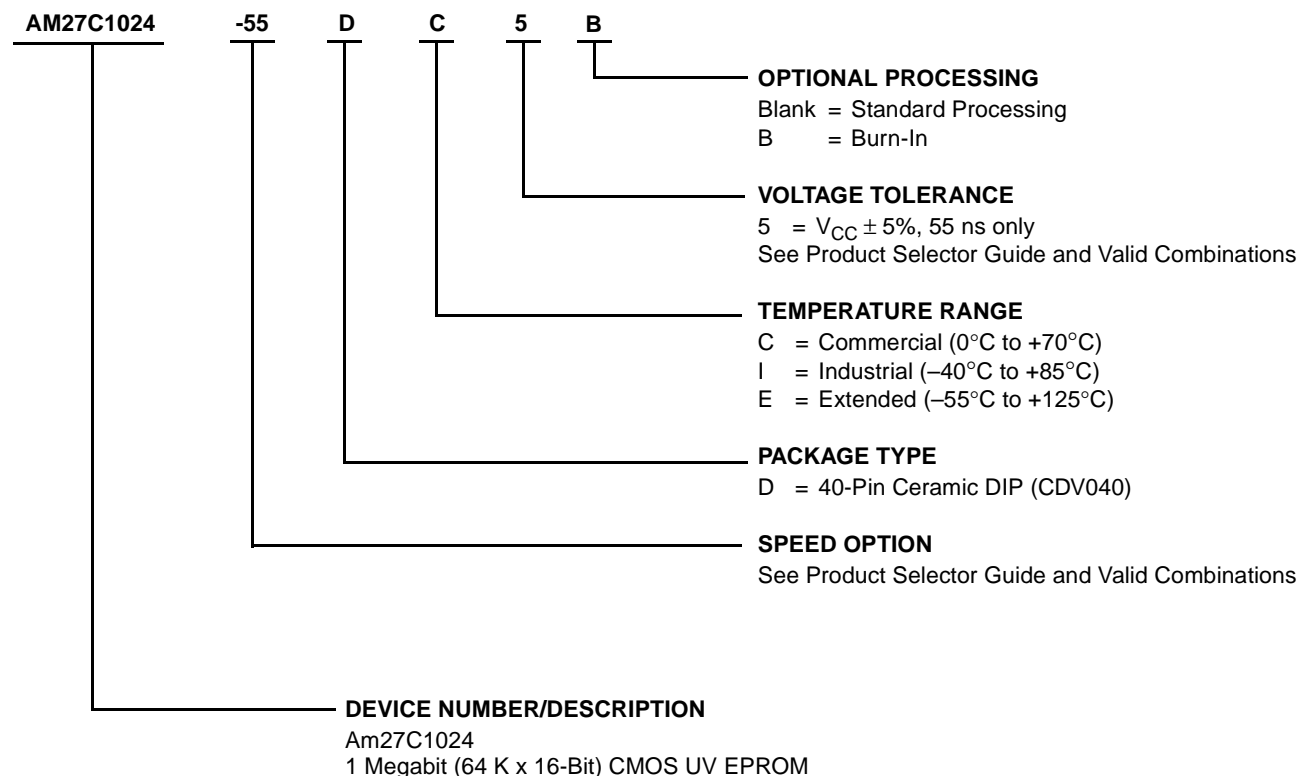 AM27C1024 -55 D C 5 B
OPTIONAL PROCESSING
Blank = Standard Processing
B = Burn-In
VOLTAGE TOLERANCE
5 = VCC ± 5%, 55 ns only
See Product Selector Guide and Valid Combinations
TEMPERATURE RANGE
C = Commercial (0°C to +70°C)
I = Industrial (–40°C to +85°C)
E = Extended (–55°C to +125°C)
PACKAGE TYPE
D = 40-Pin Ceramic DIP (CDV040)
SPEED OPTION
See Product Selector Guide and Valid Combinations
DEVICE NUMBER/DESCRIPTION
Am27C1024
1 Megabit (64 K x 16-Bit) CMOS UV EPROM